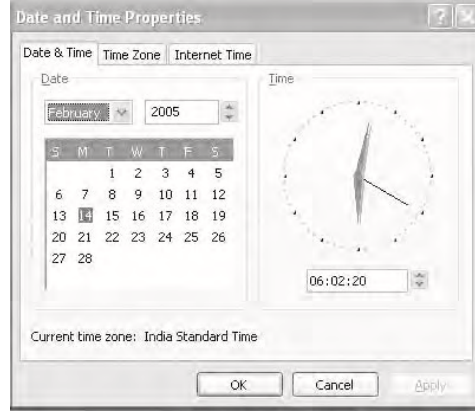 Date and Time Properties
Date & Time Time Zone Internet Time
Date
Time
February 2005
S M T W T F S
1 2 3 4 5
6 7 8 9 10 11 12
13 14 15 16 17 18 19
20 21 22 23 24 25 26
27 28
06:02:20
Current time zone: India Standard Time
OK Cancel Apply